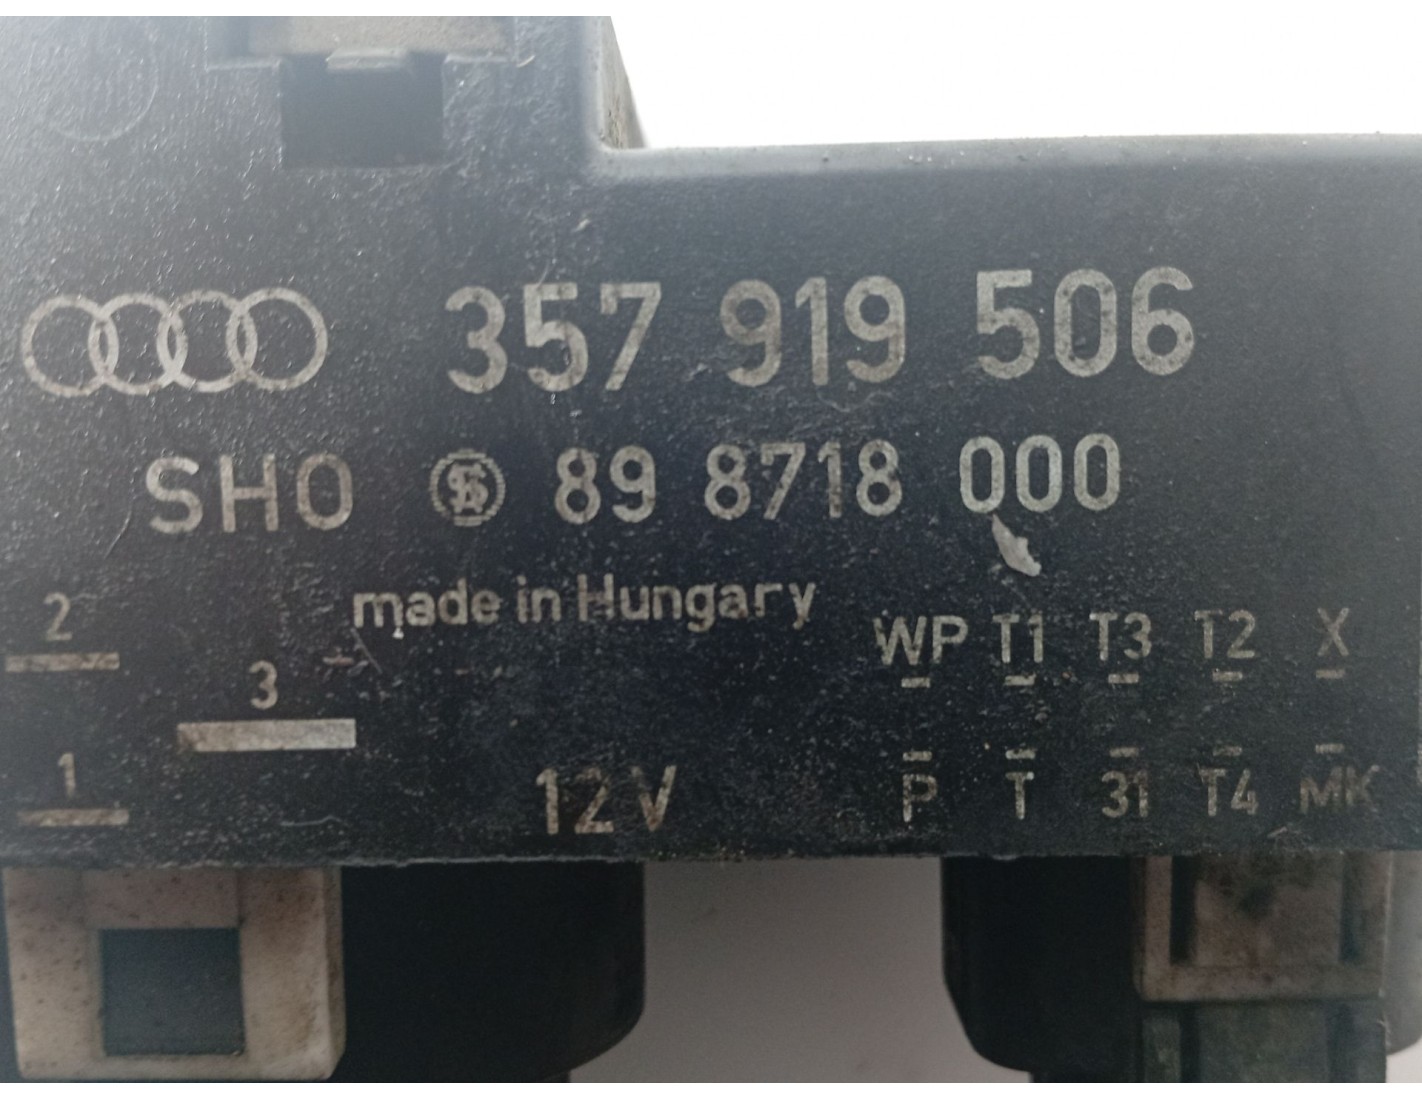 357 919 506
SHO 89 8718 000
made in Hungary
2
3
1
12V
WP T1 T3 T2 X
P T 31 T4 MK